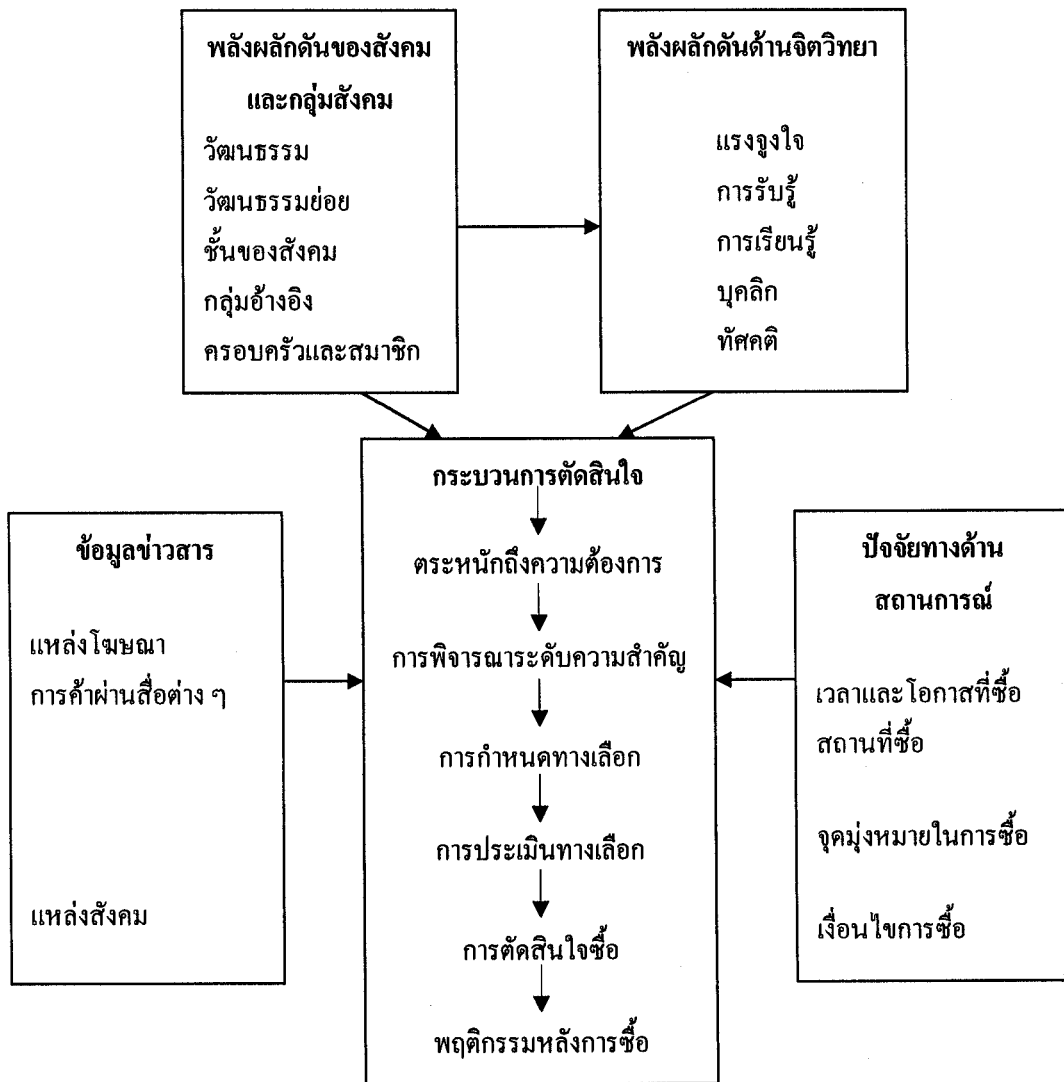 พลังผลักดันของสังคม
และกลุ่มสังคม
วัฒนธรรม
วัฒนธรรมย่อย
ชั้นของสังคม
กลุ่มอ้างอิง
ครอบครัวและสมาชิก
พลังผลักดันด้านจิตวิทยา
แรงจูงใจ
การรับรู้
การเรียนรู้
บุคลิก
ทัศคติ
ข้อมูลข่าวสาร
แหล่งโฆษณา
การค้าผ่านสื่อต่าง ๆ
แหล่งสังคม
กระบวนการตัดสินใจ
ตระหนักถึงความต้องการ
การพิจารณาระดับความสำคัญ
การกำหนดทางเลือก
การประเมินทางเลือก
การตัดสินใจซื้อ
พฤติกรรมหลังการซื้อ
ปัจจัยทางด้าน
สถานการณ์
เวลาและโอกาสที่ซื้อ
สถานที่ซื้อ
จุดมุ่งหมายในการซื้อ
เงื่อนไขการซื้อ